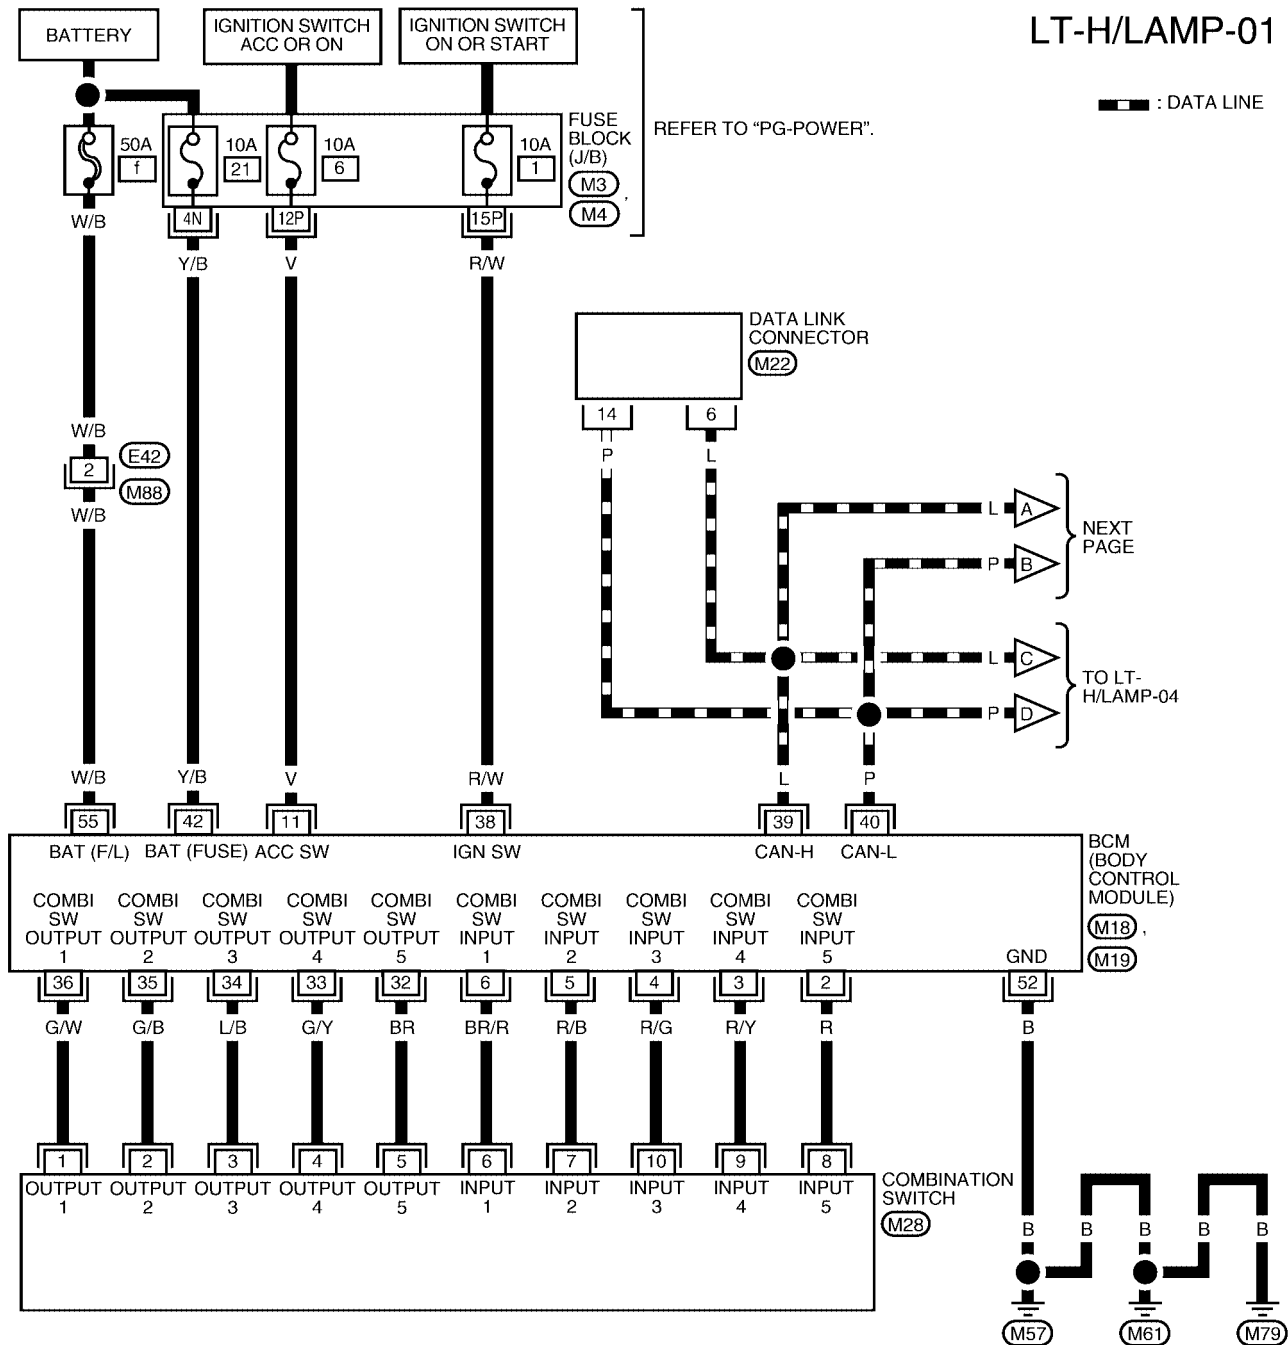 LT-H/LAMP-01
BATTERY
IGNITION SWITCH
ACC OR ON
IGNITION SWITCH
ON OR START
: DATA LINE
50A
f
10A
21
10A
6
10A
1
FUSE
BLOCK
(J/B)
M3 ,
M4
REFER TO “PG-POWER”.
4N
12P
15P
W/B
Y/B
V
R/W
DATA LINK
CONNECTOR
M22
14
6
P
L
W/B
2
E42
M88
W/B
L
A
P
B
NEXT
PAGE
L
C
P
D
TO LT-
H/LAMP-04
W/B
Y/B
V
R/W
L
P
55
42
11
38
39
40
BAT (F/L)
BAT (FUSE)
ACC SW
IGN SW
CAN-H
CAN-L
BCM
(BODY
CONTROL
MODULE)
M18 ,
M19
COMBI
SW
OUTPUT
1
COMBI
SW
OUTPUT
2
COMBI
SW
OUTPUT
3
COMBI
SW
OUTPUT
4
COMBI
SW
OUTPUT
5
COMBI
SW
INPUT
1
COMBI
SW
INPUT
2
COMBI
SW
INPUT
3
COMBI
SW
INPUT
4
COMBI
SW
INPUT
5
GND
36
35
34
33
32
6
5
4
3
2
52
G/W
G/B
L/B
G/Y
BR
BR/R
R/B
R/G
R/Y
R
B
1
2
3
4
5
6
7
10
9
8
OUTPUT
1
OUTPUT
2
OUTPUT
3
OUTPUT
4
OUTPUT
5
INPUT
1
INPUT
2
INPUT
3
INPUT
4
INPUT
5
COMBINATION
SWITCH
M28
B
B
B
B
B
M57
M61
M79